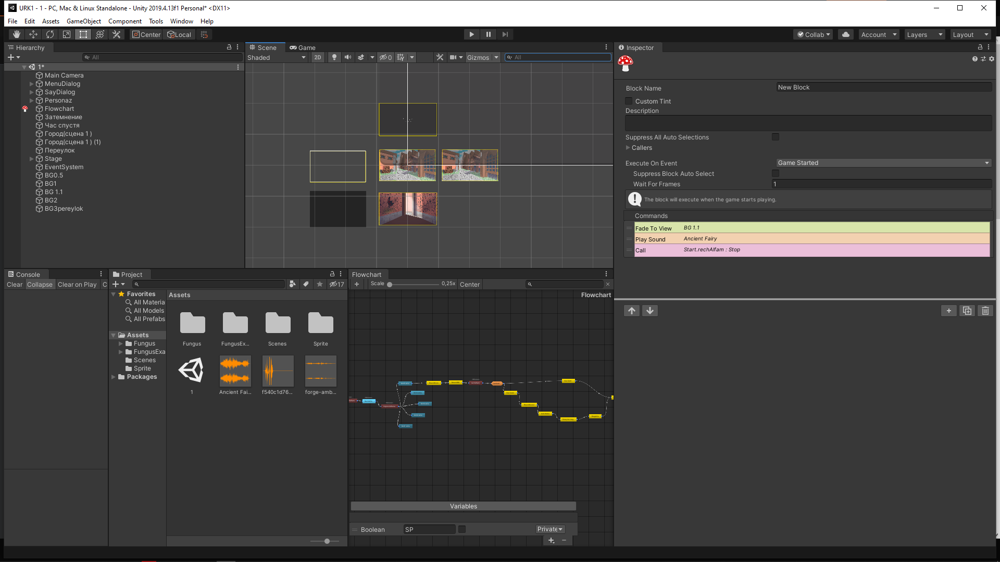 URK1 - 1 - PC, Mac & Linux Standalone - Unity 2019.4.13f1 Personal* <DX11>
File Edit Assets GameObject Component Tools Window Help
Center Local Collab Account Layers Layout
Hierarchy
All
1*
Main Camera
MenuDialog
SayDialog
Personaz
Flowchart
Затемнение
Час спустя
Город(сцена 1 )
Город(сцена 1 ) (1)
Переулок
Stage
EventSystem
BG0.5
BG1
BG 1.1
BG2
BG3pereylok
Scene Game
Shaded 2D 0 Gizmos All
Inspector
Block Name New Block
Custom Tint
Description
Suppress All Auto Selections
Callers
Execute On Event Game Started
Suppress Block Auto Select
Wait For Frames 1
The block will execute when the game starts playing.
Commands
Fade To View BG 1.1
Play Sound Ancient Fairy
Call Start.rechAlfam : Stop
Console
Clear Collapse Clear on Play C
Project
17
Favorites
All Materia
All Models
All Prefabs
Assets
Fungus
FungusExa
Scenes
Sprite
Packages
Assets
Fungus FungusEx... Scenes Sprite
1 Ancient Fai... f540c1d76... forge-amb...
Flowchart
Scale 0,25x Center
Flowchart
Variables
Boolean SP Private